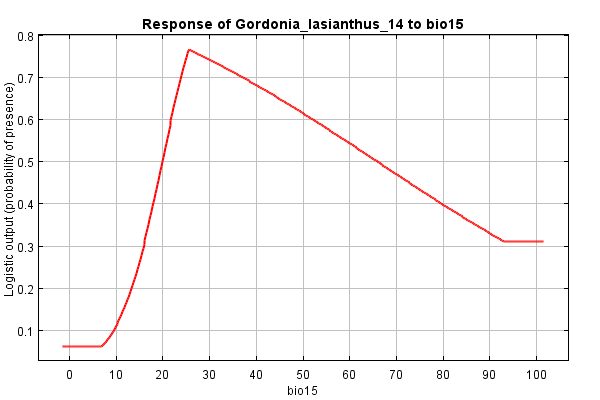 Response of Gordonia_lasianthus_14 to bio15
Logistic output (probability of presence)
0.8
0.7
0.6
0.5
0.4
0.3
0.2
0.1
0 10 20 30 40 50 60 70 80 90 100
bio15